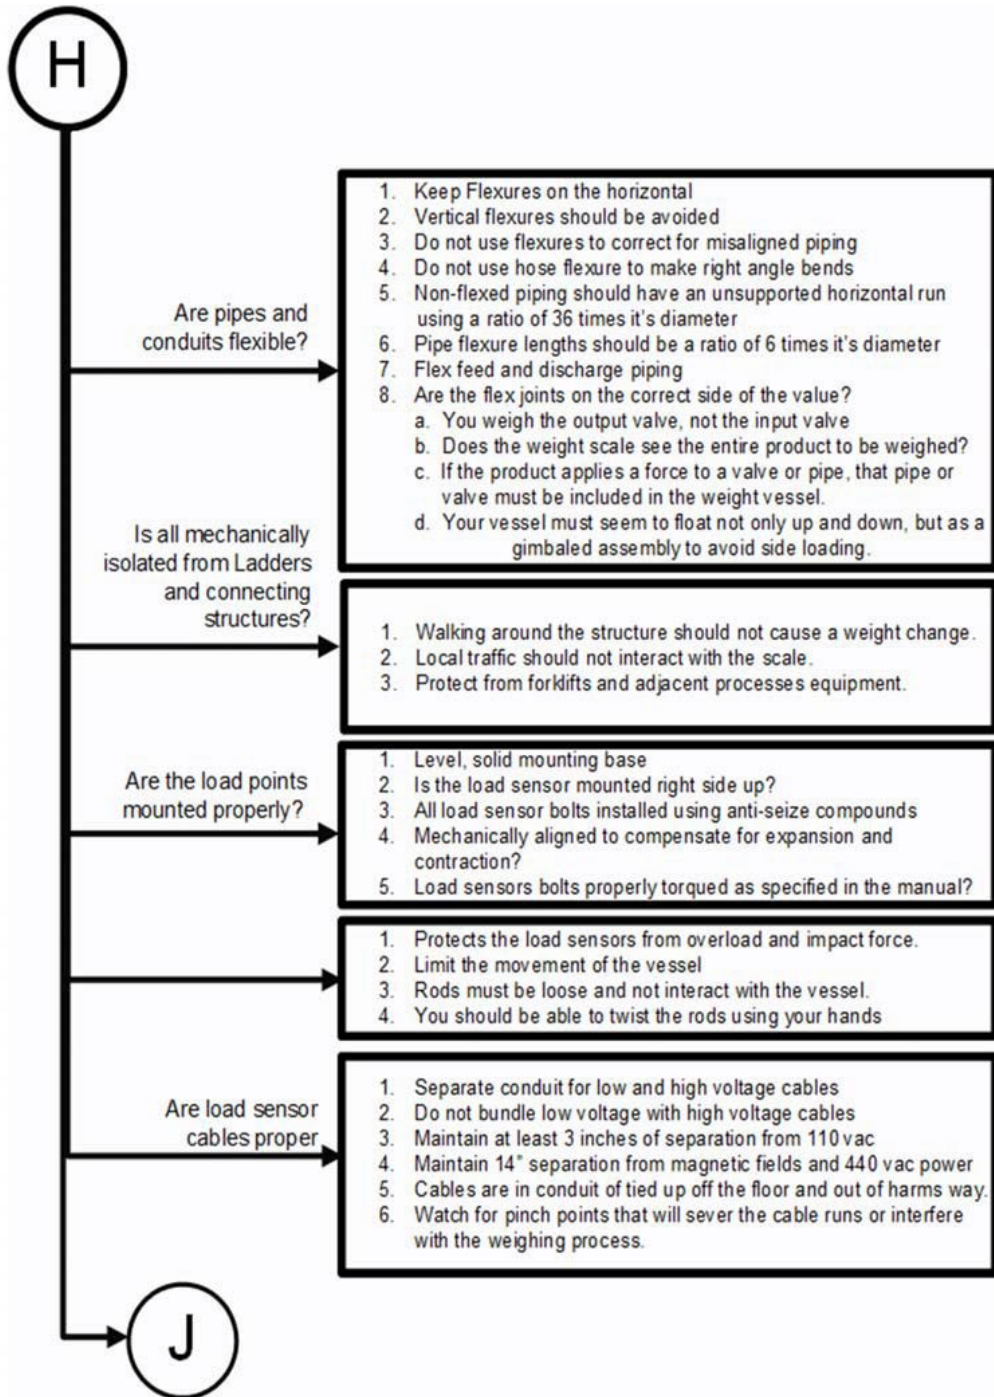 H
Are pipes and
conduits flexible?
1. Keep Flexures on the horizontal
2. Vertical flexures should be avoided
3. Do not use flexures to correct for misaligned piping
4. Do not use hose flexure to make right angle bends
5. Non-flexed piping should have an unsupported horizontal run
using a ratio of 36 times it's diameter
6. Pipe flexure lengths should be a ratio of 6 times it's diameter
7. Flex feed and discharge piping
8. Are the flex joints on the correct side of the value?
a. You weigh the output valve, not the input valve
b. Does the weight scale see the entire product to be weighed?
c. If the product applies a force to a valve or pipe, that pipe or
valve must be included in the weight vessel.
d. Your vessel must seem to float not only up and down, but as a
gimbaled assembly to avoid side loading.
Is all mechanically
isolated from Ladders
and connecting
structures?
1. Walking around the structure should not cause a weight change.
2. Local traffic should not interact with the scale.
3. Protect from forklifts and adjacent processes equipment.
Are the load points
mounted properly?
1. Level, solid mounting base
2. Is the load sensor mounted right side up?
3. All load sensor bolts installed using anti-seize compounds
4. Mechanically aligned to compensate for expansion and
contraction?
5. Load sensors bolts properly torqued as specified in the manual?
1. Protects the load sensors from overload and impact force.
2. Limit the movement of the vessel
3. Rods must be loose and not interact with the vessel.
4. You should be able to twist the rods using your hands
Are load sensor
cables proper
1. Separate conduit for low and high voltage cables
2. Do not bundle low voltage with high voltage cables
3. Maintain at least 3 inches of separation from 110 vac
4. Maintain 14" separation from magnetic fields and 440 vac power
5. Cables are in conduit of tied up off the floor and out of harms way.
6. Watch for pinch points that will sever the cable runs or interfere
with the weighing process.
J